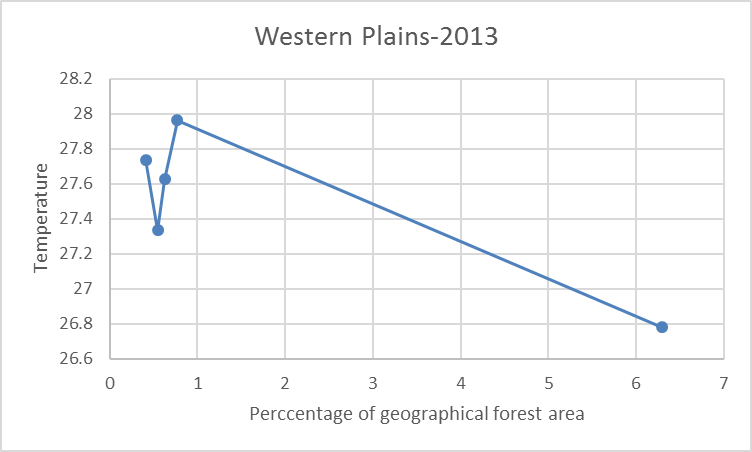 Western Plains-2013
28.2
28
27.8
27.6
27.4
27.2
27
26.8
26.6
Temperature
0 1 2 3 4 5 6 7
Perccentage of geographical forest area